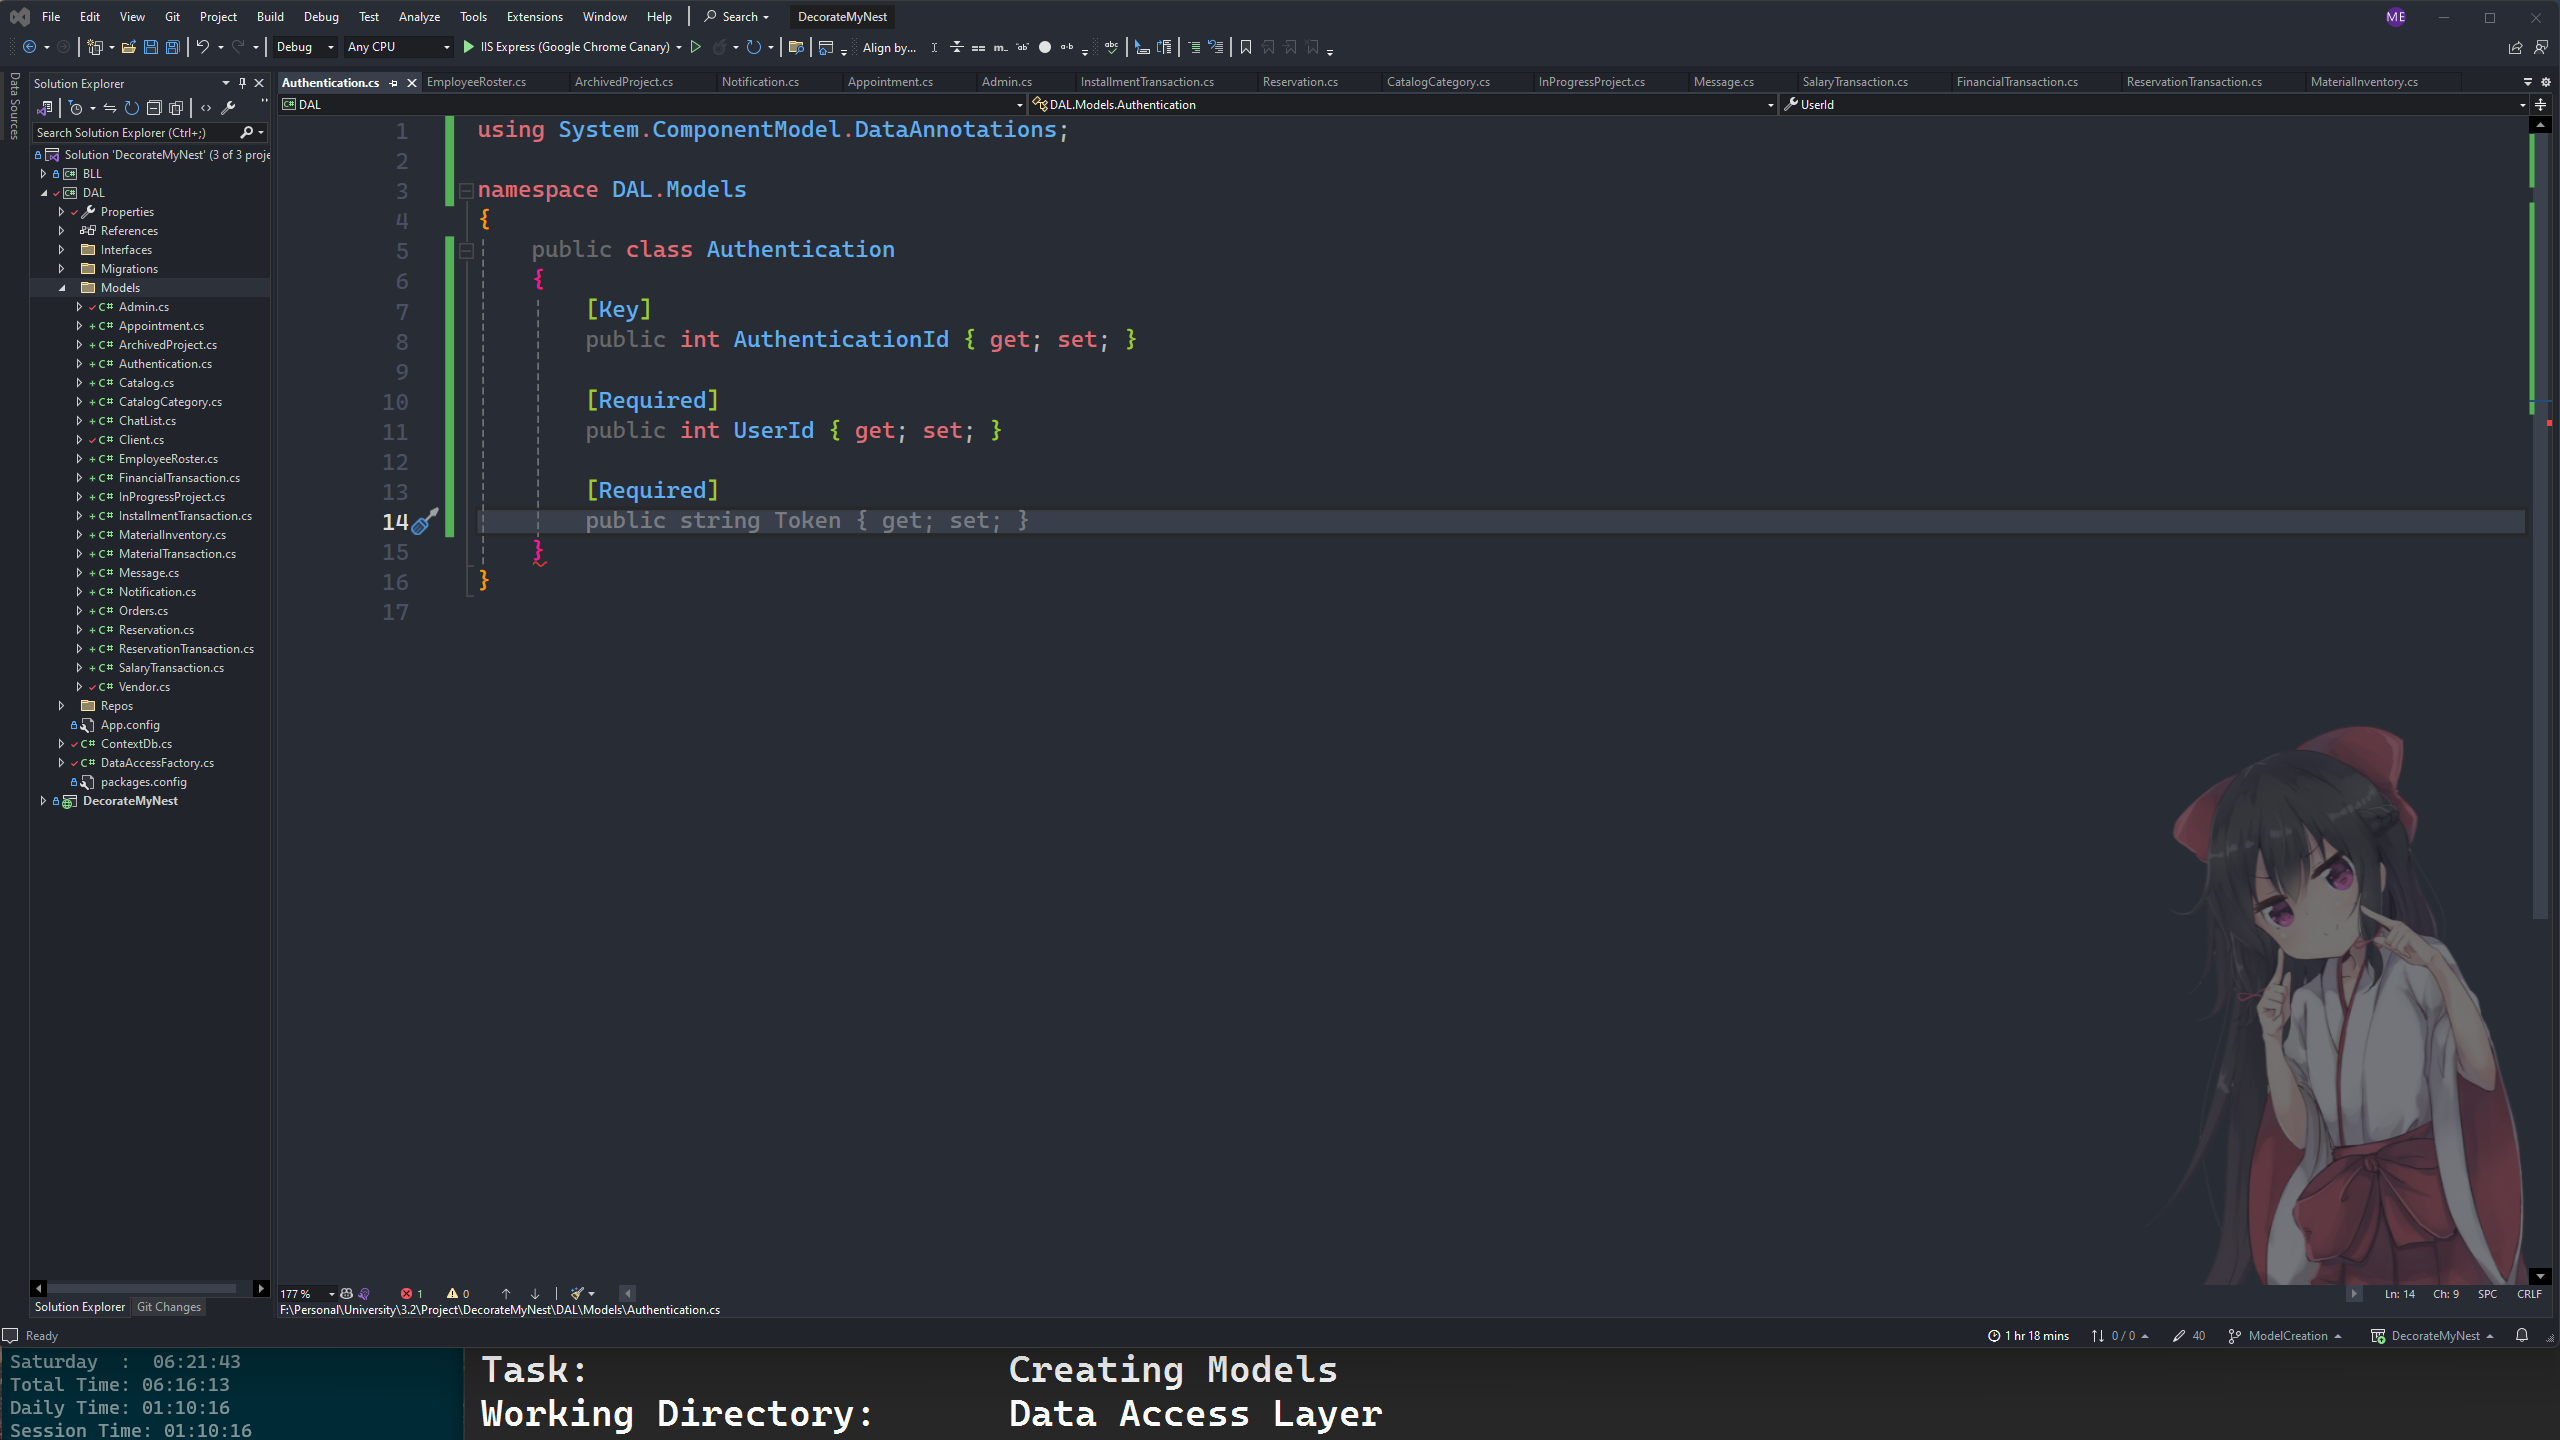 File Edit View Git Project Build Debug Test Analyze Tools Extensions Window Help Search DecorateMyNest ME
Debug Any CPU IIS Express (Google Chrome Canary) Align by...
Data Sources
Solution Explorer
Search Solution Explorer (Ctrl+;)
Solution 'DecorateMyNest' (3 of 3 proje
BLL
DAL
Properties
References
Interfaces
Migrations
Models
C# Admin.cs
C# Appointment.cs
C# ArchivedProject.cs
C# Authentication.cs
C# Catalog.cs
C# CatalogCategory.cs
C# ChatList.cs
C# Client.cs
C# EmployeeRoster.cs
C# FinancialTransaction.cs
C# InProgressProject.cs
C# InstallmentTransaction.cs
C# MaterialInventory.cs
C# MaterialTransaction.cs
C# Message.cs
C# Notification.cs
C# Orders.cs
C# Reservation.cs
C# ReservationTransaction.cs
C# SalaryTransaction.cs
C# Vendor.cs
Repos
App.config
C# ContextDb.cs
C# DataAccessFactory.cs
packages.config
DecorateMyNest
Solution Explorer Git Changes
Authentication.cs EmployeeRoster.cs ArchivedProject.cs Notification.cs Appointment.cs Admin.cs InstallmentTransaction.cs Reservation.cs CatalogCategory.cs InProgressProject.cs Message.cs SalaryTransaction.cs FinancialTransaction.cs ReservationTransaction.cs MaterialInventory.cs
DAL DAL.Models.Authentication UserId
1 using System.ComponentModel.DataAnnotations;
2
3 namespace DAL.Models
4 {
5 public class Authentication
6 {
7 [Key]
8 public int AuthenticationId { get; set; }
9
10 [Required]
11 public int UserId { get; set; }
12
13 [Required]
14 public string Token { get; set; }
15 }
16 }
17
177 % 1 0 Ln: 14 Ch: 9 SPC CRLF
F:\Personal\University\3.2\Project\DecorateMyNest\DAL\Models\Authentication.cs
Ready 1 hr 18 mins 0 / 0 40 ModelCreation DecorateMyNest
Saturday : 06:21:43
Total Time: 06:16:13
Daily Time: 01:10:16
Session Time: 01:10:16
Task: Creating Models
Working Directory: Data Access Layer